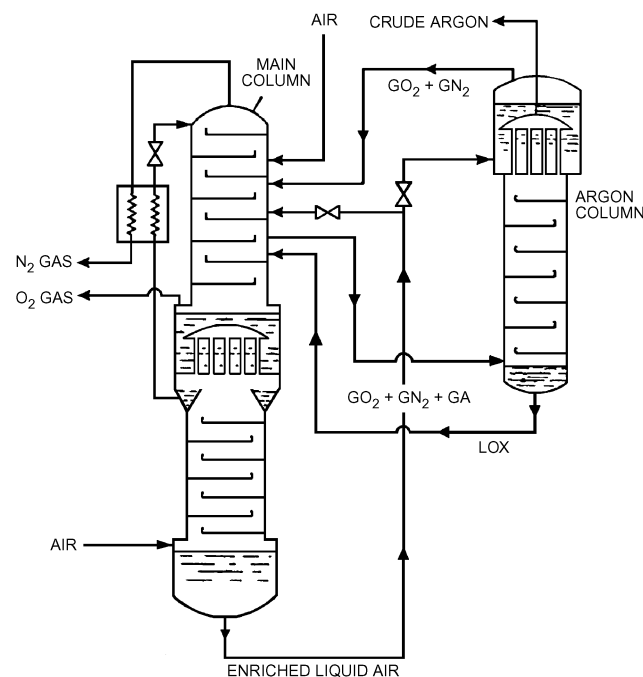 CRUDE ARGON
AIR
MAIN
COLUMN
GO₂ + GN₂
ARGON
COLUMN
N₂ GAS
O₂ GAS
GO₂ + GN₂ + GA
LOX
AIR
ENRICHED LIQUID AIR